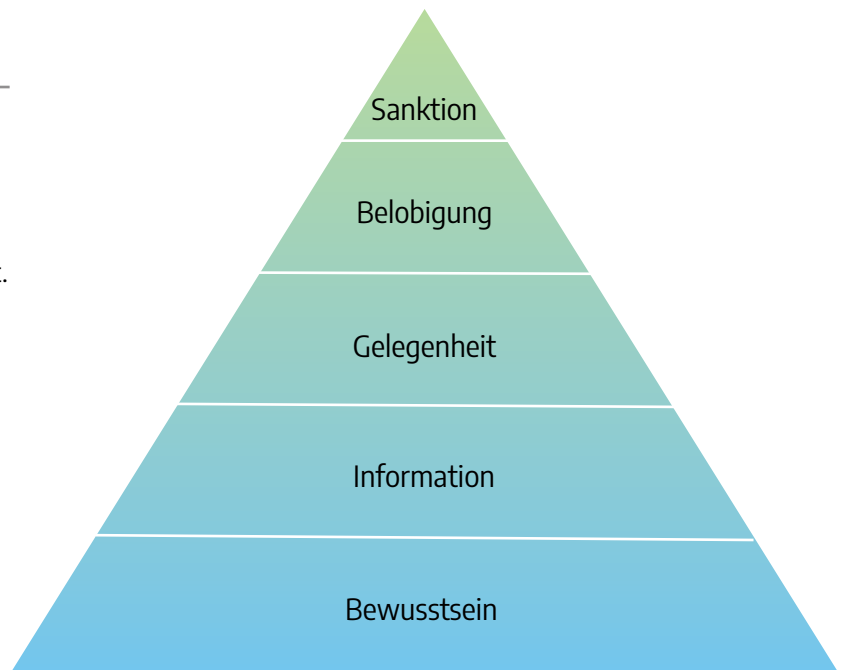 Sanktion
Belobigung
.
Gelegenheit
Information
Bewusstsein